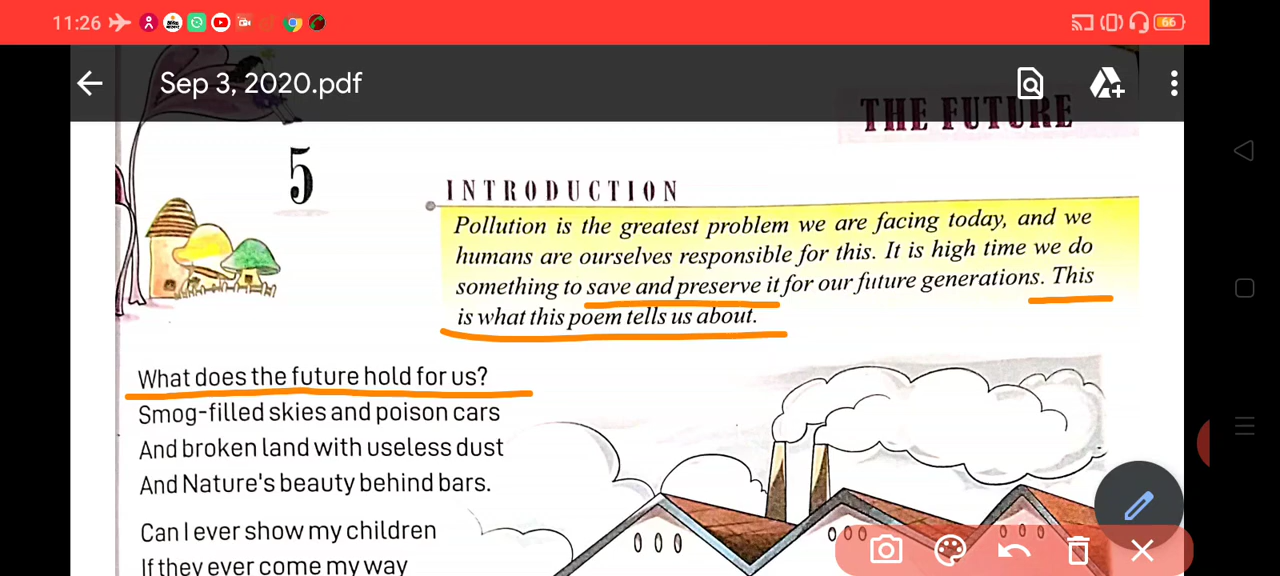 11:26
66
Sep 3, 2020.pdf
THE FUTURE
5
INTRODUCTION
Pollution is the greatest problem we are facing today, and we
humans are ourselves responsible for this. It is high time we do
something to save and preserve it for our future generations. This
is what this poem tells us about.
What does the future hold for us?
Smog-filled skies and poison cars
And broken land with useless dust
And Nature's beauty behind bars.
Can I ever show my children
If they ever come my way